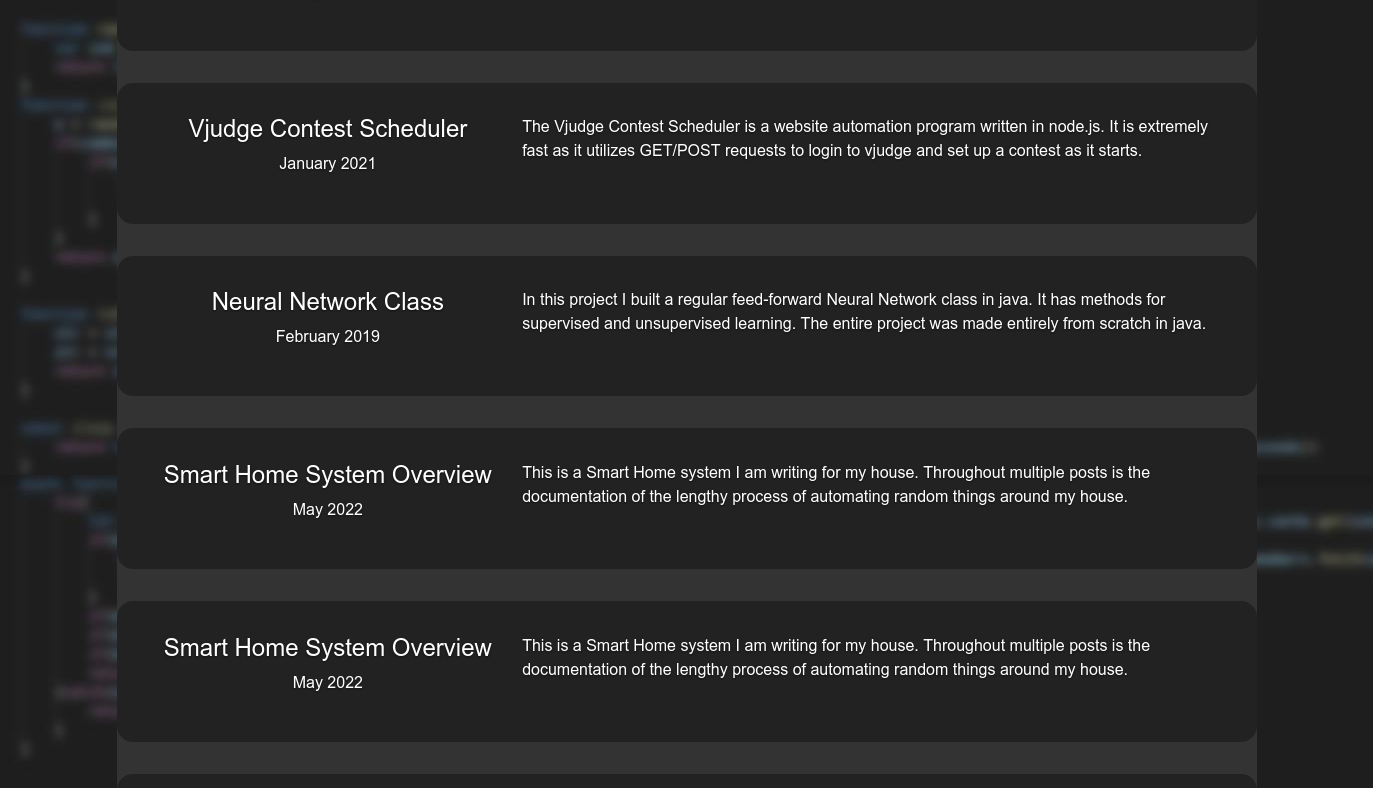 Vjudge Contest Scheduler
January 2021
The Vjudge Contest Scheduler is a website automation program written in node.js. It is extremely
fast as it utilizes GET/POST requests to login to vjudge and set up a contest as it starts.
Neural Network Class
February 2019
In this project I built a regular feed-forward Neural Network class in java. It has methods for
supervised and unsupervised learning. The entire project was made entirely from scratch in java.
Smart Home System Overview
May 2022
This is a Smart Home system I am writing for my house. Throughout multiple posts is the
documentation of the lengthy process of automating random things around my house.
Smart Home System Overview
May 2022
This is a Smart Home system I am writing for my house. Throughout multiple posts is the
documentation of the lengthy process of automating random things around my house.